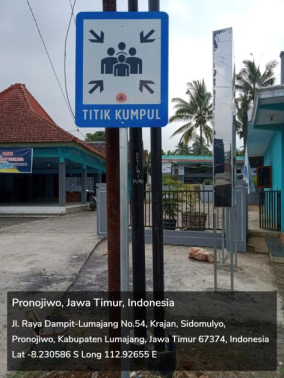 TITIK KUMPUL
Pronojiwo, Jawa Timur, Indonesia
Jl. Raya Dampit-Lumajang No.54, Krajan, Sidomulyo,
Pronojiwo, Kabupaten Lumajang, Jawa Timur 67374, Indonesia
Lat -8.230586 S Long 112.92655 E